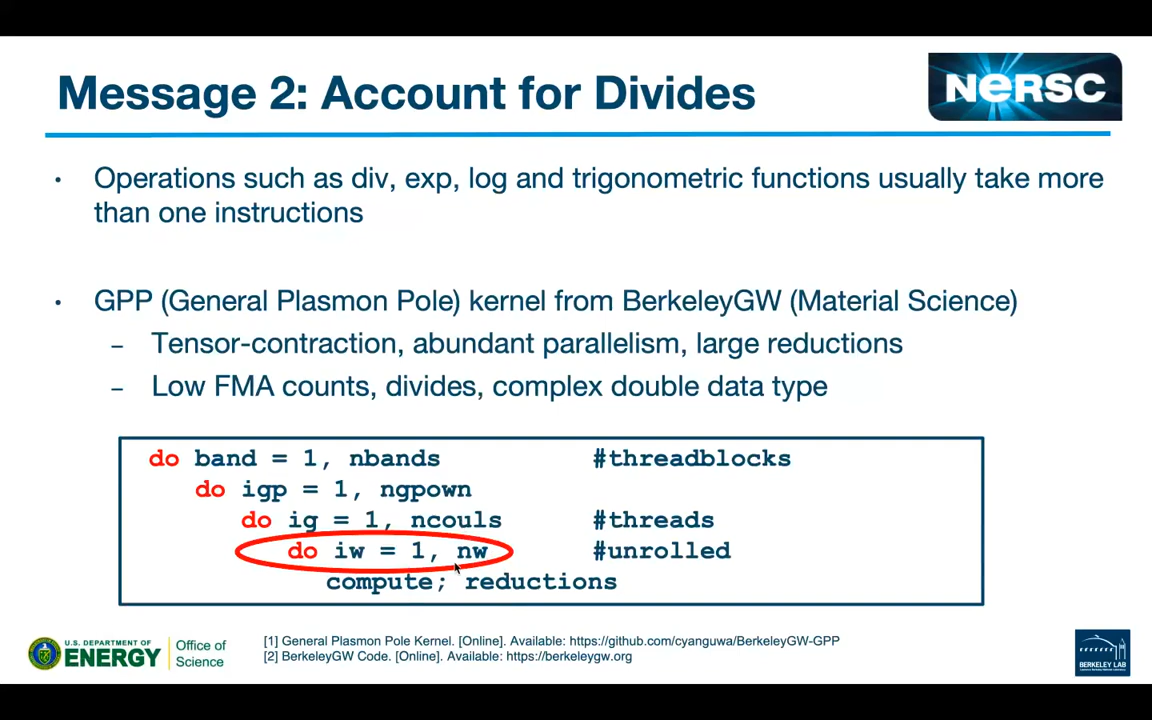 Message 2: Account for Divides
NERSC
• Operations such as div, exp, log and trigonometric functions usually take more
than one instructions
• GPP (General Plasmon Pole) kernel from BerkeleyGW (Material Science)
– Tensor-contraction, abundant parallelism, large reductions
– Low FMA counts, divides, complex double data type
do band = 1, nbands #threadblocks
do igp = 1, ngpown
do ig = 1, ncouls #threads
do iw = 1, nw #unrolled
compute; reductions
U.S. DEPARTMENT OF
ENERGY
Office of
Science
[1] General Plasmon Pole Kernel. [Online]. Available: https://github.com/cyanguwa/BerkeleyGW-GPP
[2] BerkeleyGW Code. [Online]. Available: https://berkeleygw.org
BERKELEY LAB